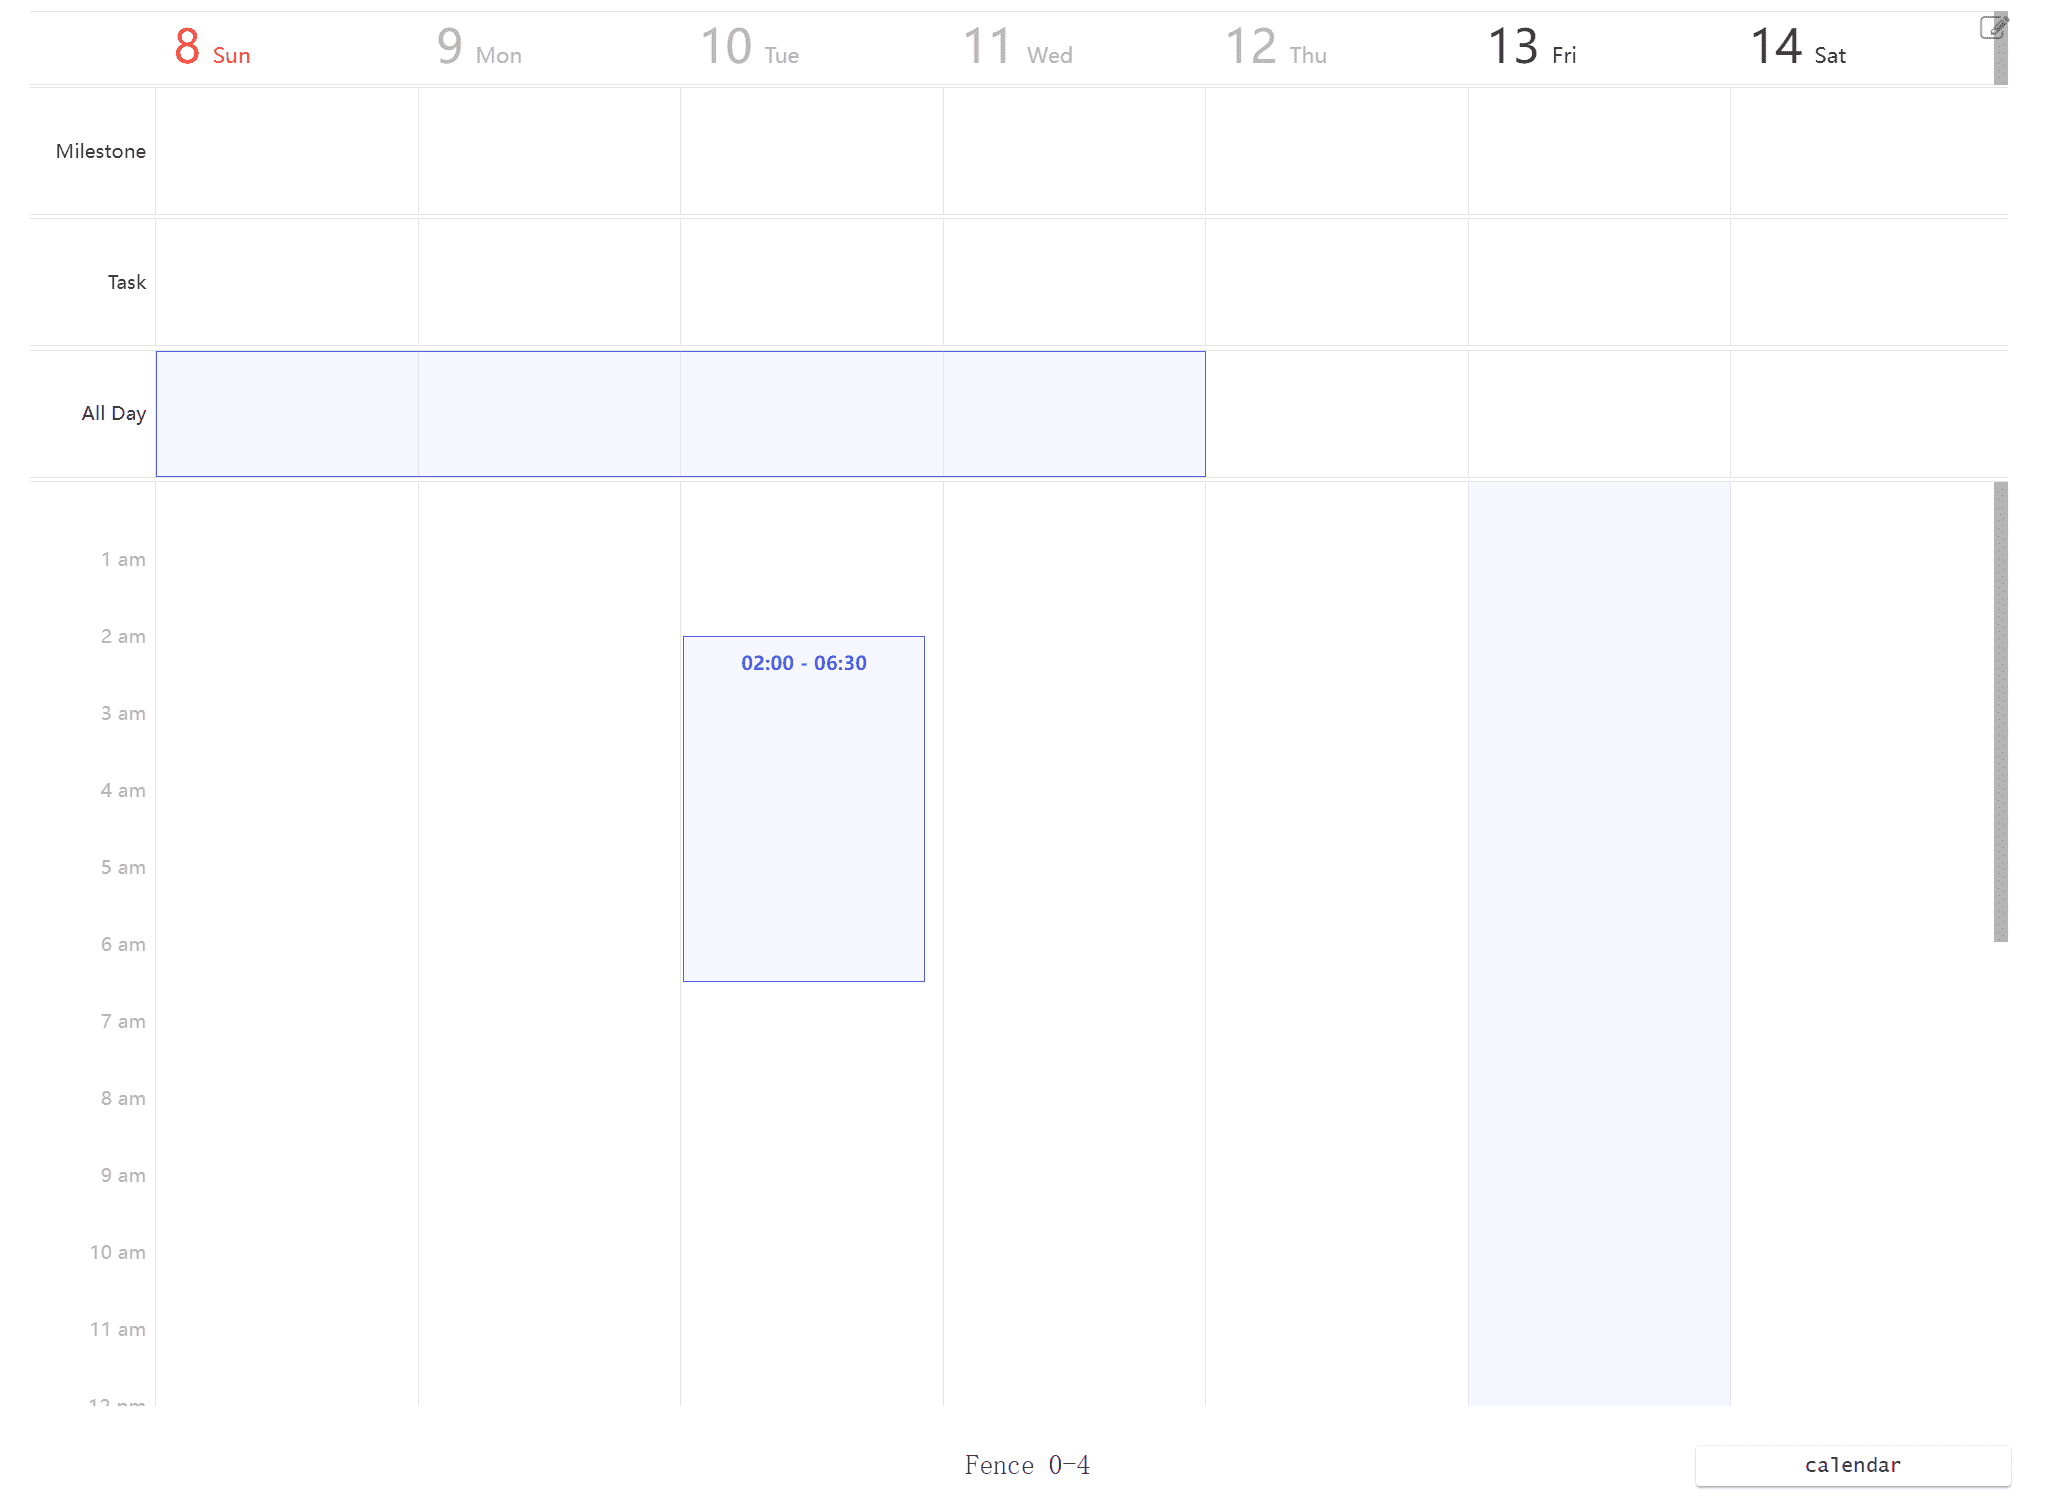 8 Sun 9 Mon 10 Tue 11 Wed 12 Thu 13 Fri 14 Sat
Milestone
Task
All Day
1 am
2 am
02:00 - 06:30
3 am
4 am
5 am
6 am
7 am
8 am
9 am
10 am
11 am
12 pm
Fence 0-4
calendar